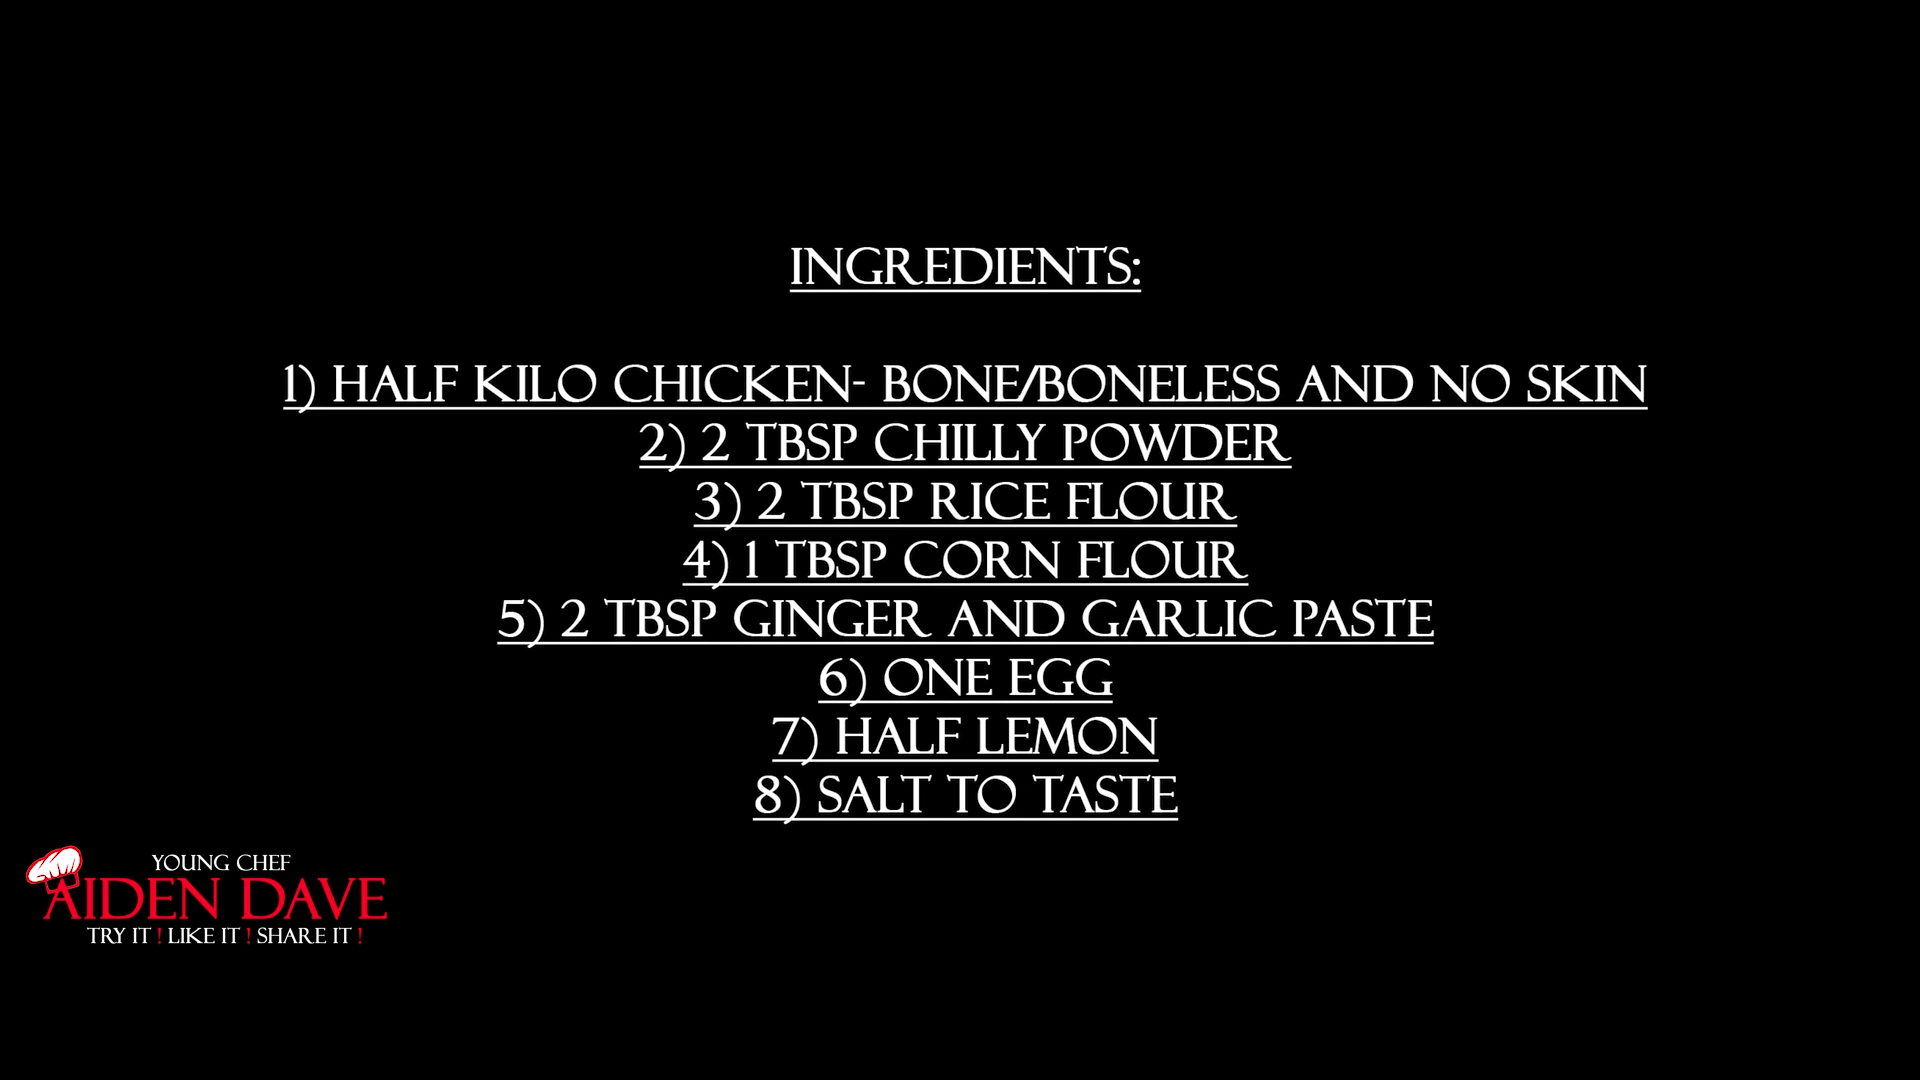 INGREDIENTS:
1) HALF KILO CHICKEN- BONE/BONELESS AND NO SKIN
2) 2 TBSP CHILLY POWDER
3) 2 TBSP RICE FLOUR
4) 1 TBSP CORN FLOUR
5) 2 TBSP GINGER AND GARLIC PASTE
6) ONE EGG
7) HALF LEMON
8) SALT TO TASTE
YOUNG CHEF
AIDEN DAVE
TRY IT ! LIKE IT ! SHARE IT !